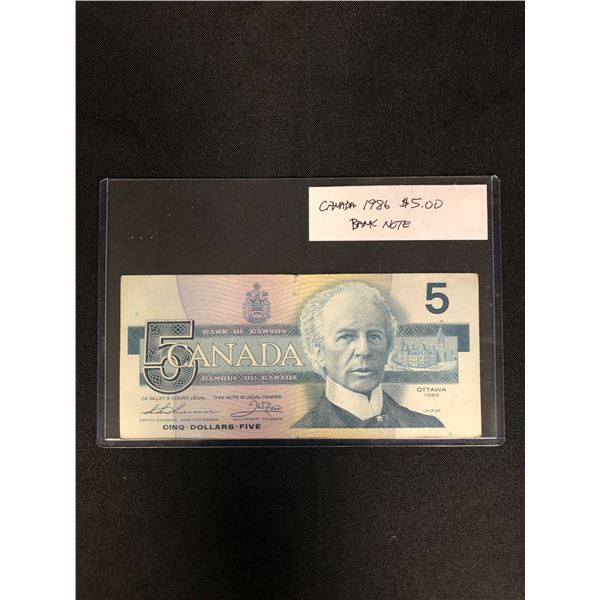 CANADA 1986 $5.00
BANK NOTE
5
BANK OF CANADA
5 CANADA
BANQUE DU CANADA
CE BILLET A COURS LÉGAL THIS NOTE IS LEGAL TENDER
OTTAWA
1986
LAURIER
CINQ·DOLLARS·FIVE